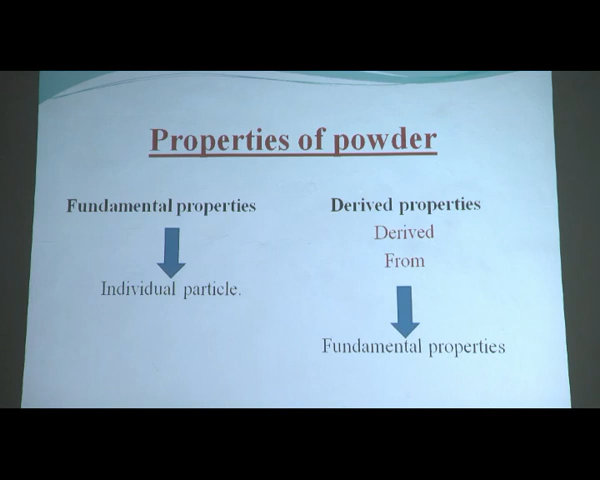 Properties of powder
Fundamental properties
Individual particle.
Derived properties
Derived
From
Fundamental properties